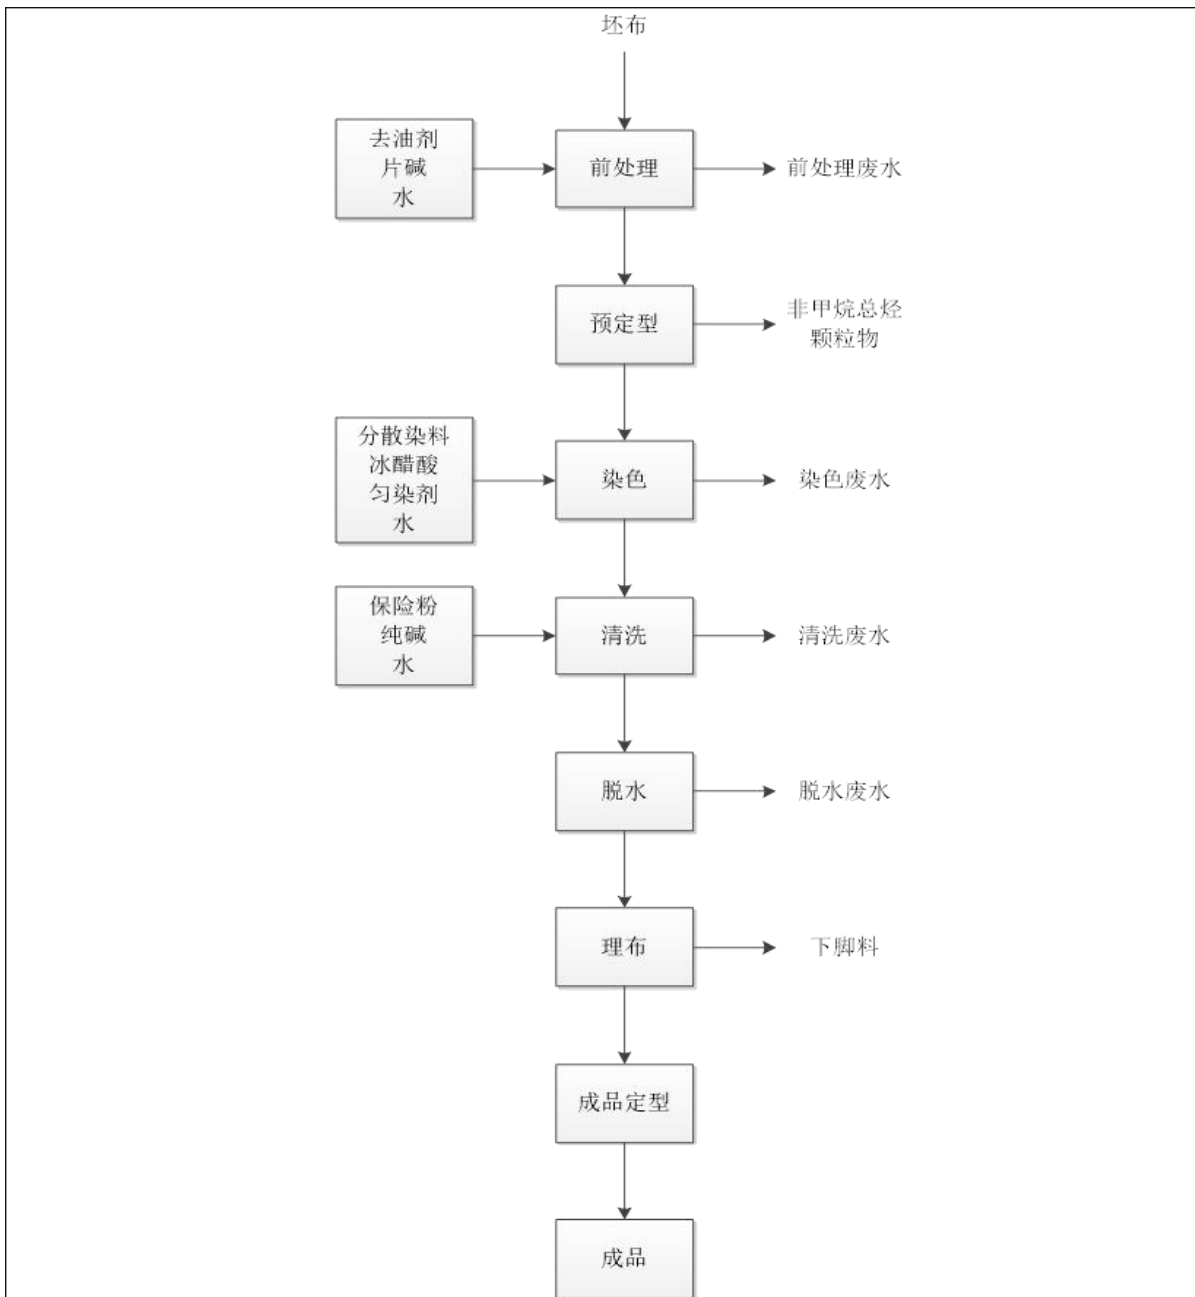 坯布
去油剂
片碱
水
前处理
前处理废水
预定型
非甲烷总烃
颗粒物
分散染料
冰醋酸
匀染剂
水
染色
染色废水
保险粉
纯碱
水
清洗
清洗废水
脱水
脱水废水
理布
下脚料
成品定型
成品